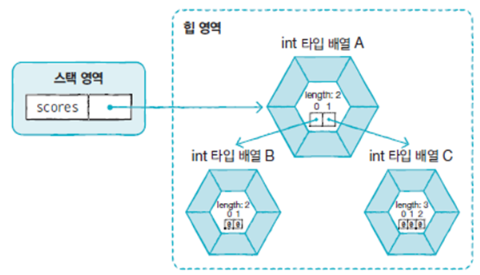 힙 영역
int 타입 배열 A
스택 영역
scores
length: 2
0 1
int 타입 배열 B
int 타입 배열 C
length: 2
0 1
0 0
length: 3
0 1 2
0 0 0